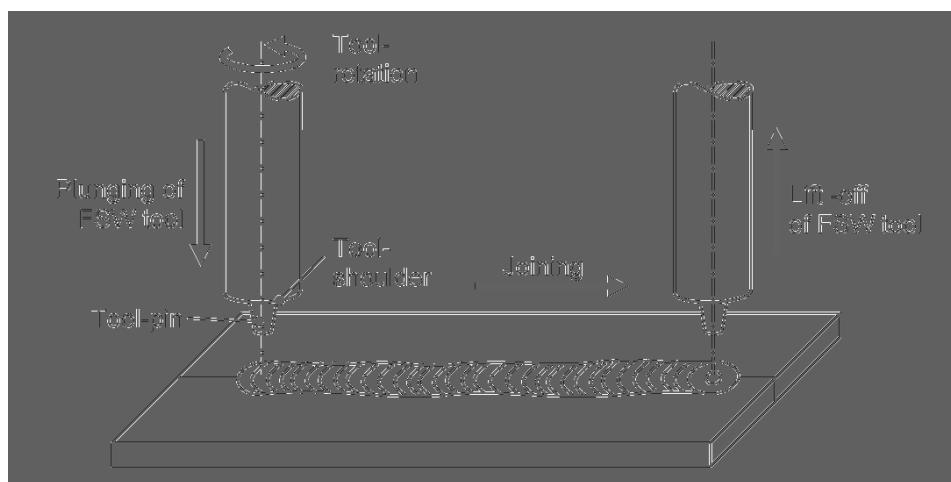 Tool-
rotation
Plunging of
FSW tool
Lift -off
of FSW tool
Tool-
shoulder
Joining
Tool-pin